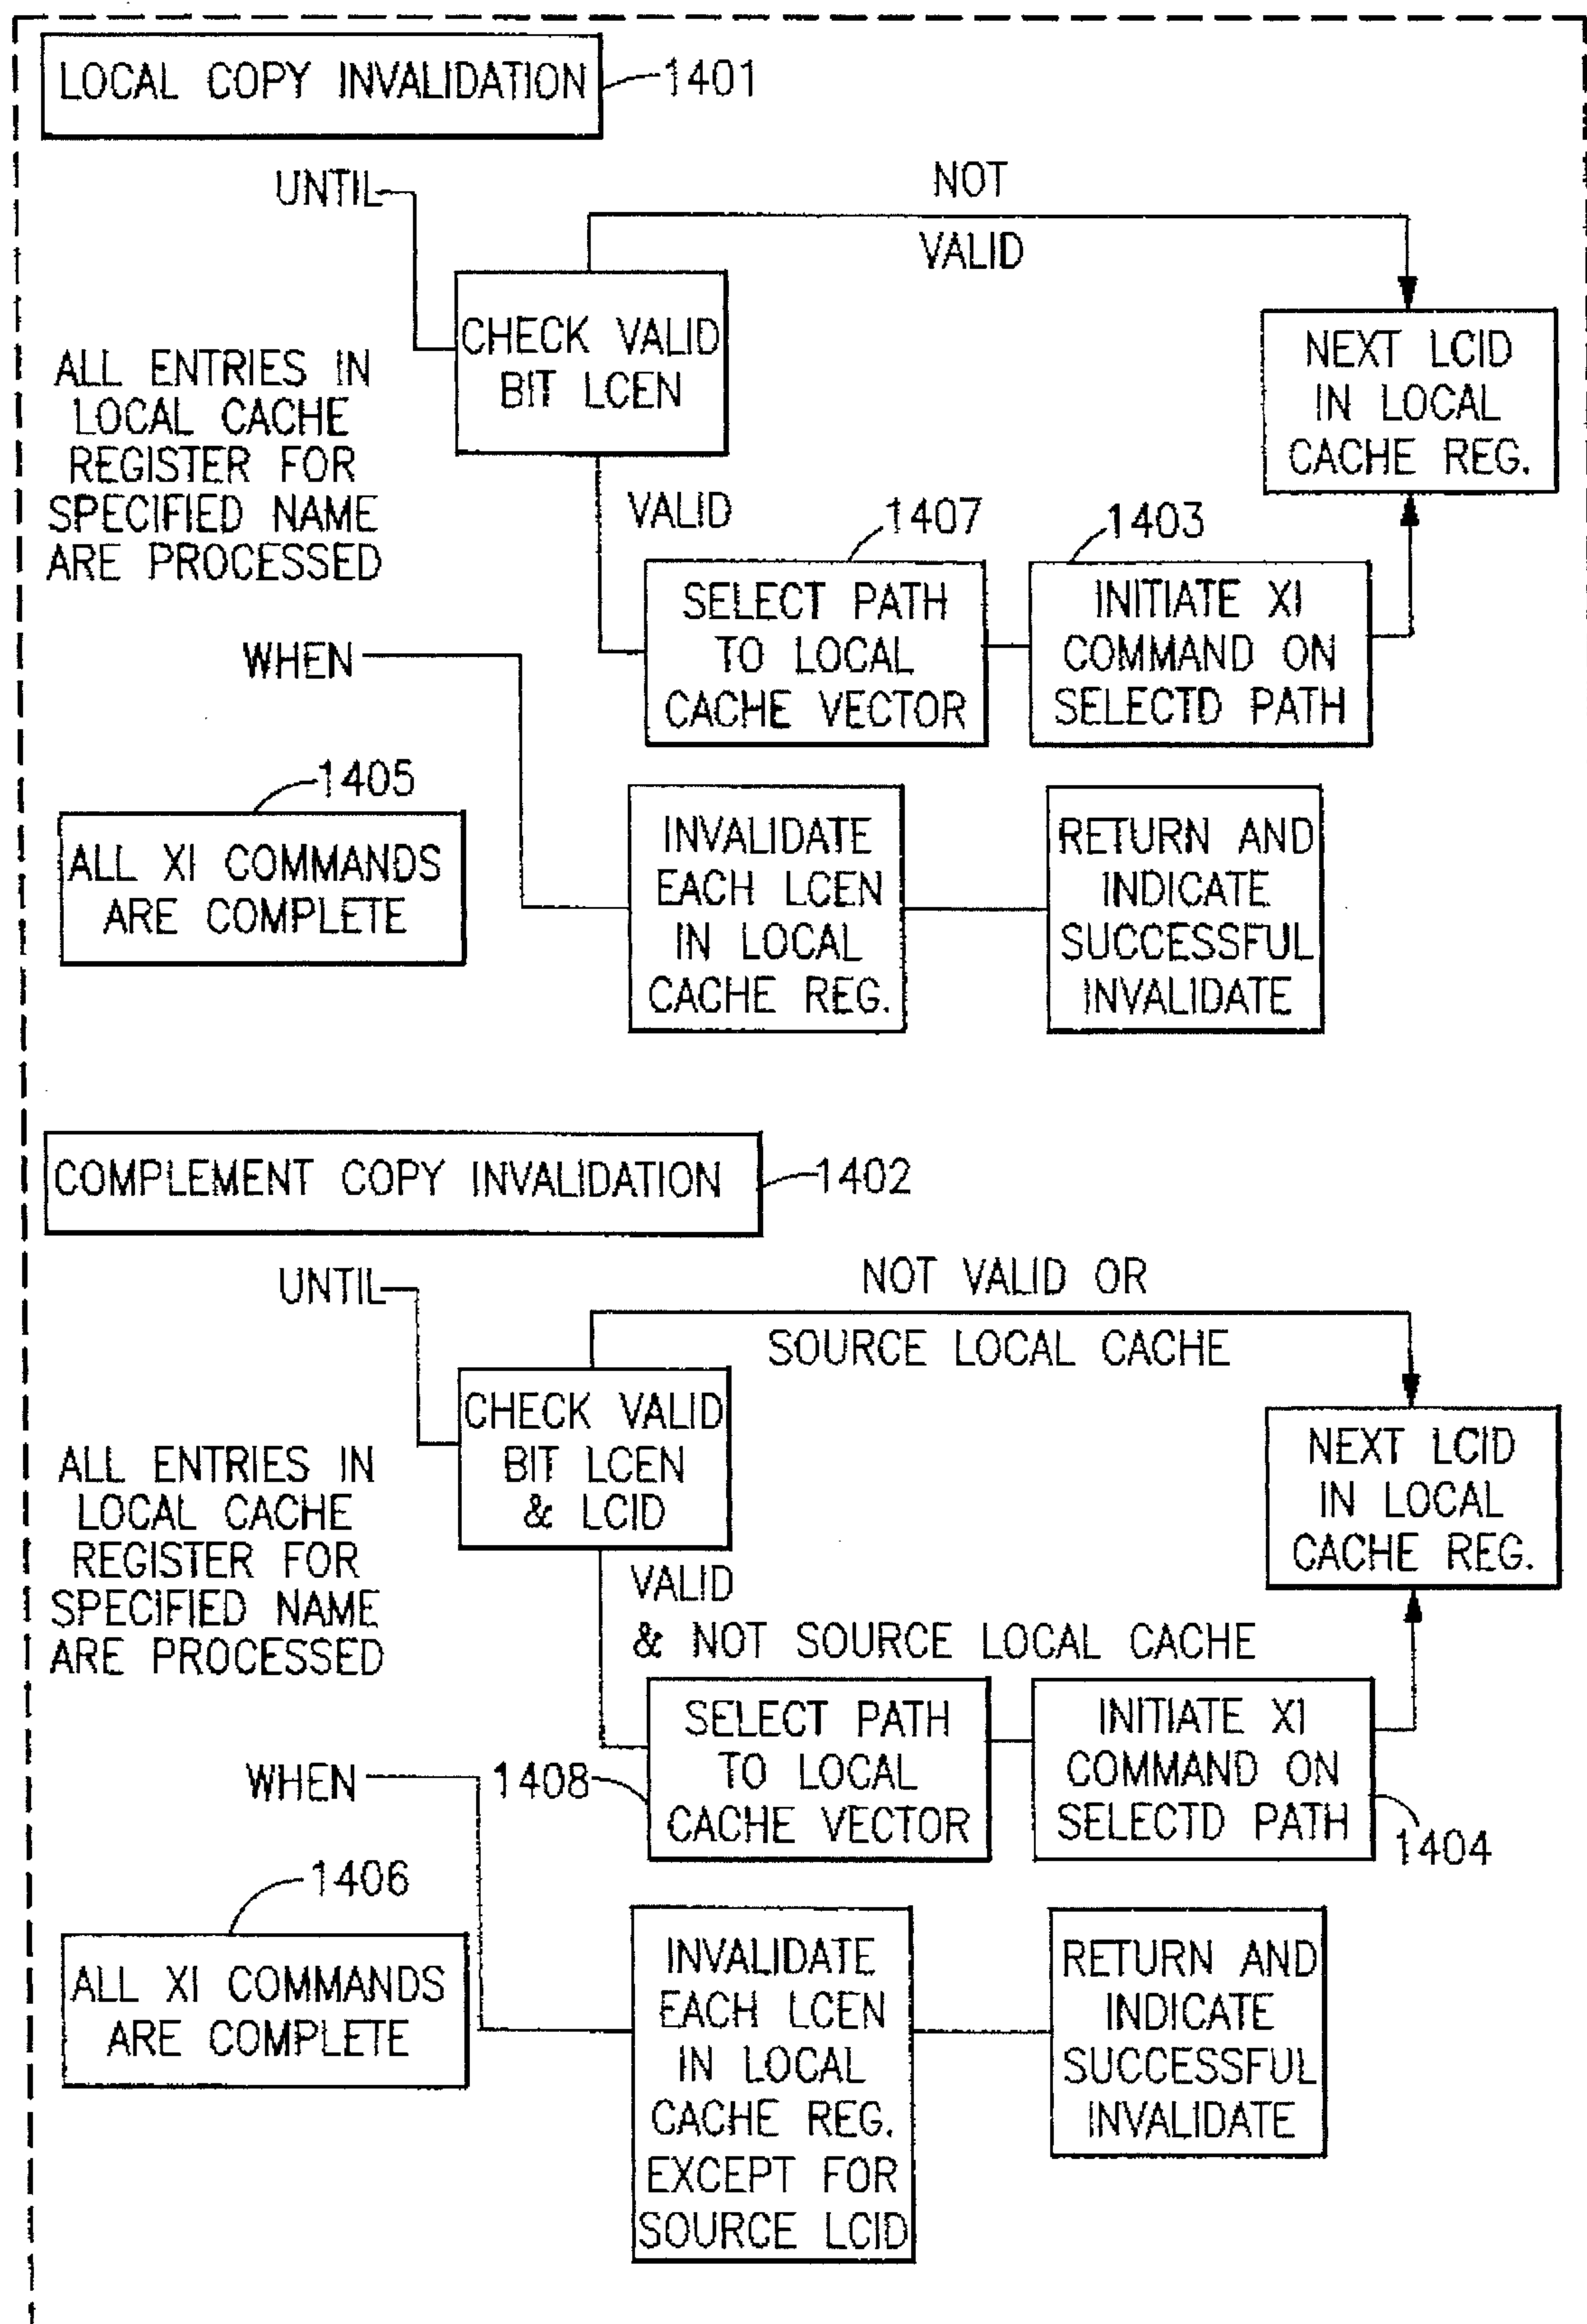 LOCAL COPY INVALIDATION
1401
UNTIL
NOT
VALID
CHECK VALID
BIT LCEN
NEXT LCID
IN LOCAL
CACHE REG.
ALL ENTRIES IN
LOCAL CACHE
REGISTER FOR
SPECIFIED NAME
ARE PROCESSED
VALID
1407
1403
SELECT PATH
TO LOCAL
CACHE VECTOR
INITIATE XI
COMMAND ON
SELECTD PATH
WHEN
1405
ALL XI COMMANDS
ARE COMPLETE
INVALIDATE
EACH LCEN
IN LOCAL
CACHE REG.
RETURN AND
INDICATE
SUCCESSFUL
INVALIDATE
COMPLEMENT COPY INVALIDATION
1402
UNTIL
NOT VALID OR
SOURCE LOCAL CACHE
CHECK VALID
BIT LCEN
& LCID
NEXT LCID
IN LOCAL
CACHE REG.
ALL ENTRIES IN
LOCAL CACHE
REGISTER FOR
SPECIFIED NAME
ARE PROCESSED
VALID
& NOT SOURCE LOCAL CACHE
SELECT PATH
TO LOCAL
CACHE VECTOR
1408
INITIATE XI
COMMAND ON
SELECTD PATH
1404
WHEN
1406
ALL XI COMMANDS
ARE COMPLETE
INVALIDATE
EACH LCEN
IN LOCAL
CACHE REG.
EXCEPT FOR
SOURCE LCID
RETURN AND
INDICATE
SUCCESSFUL
INVALIDATE